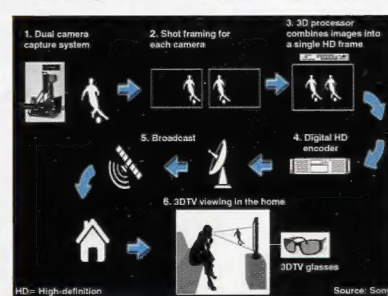 1. Dual camera
capture system
2. Shot framing for
each camera
3. 3D processor
combines images into
a single HD frame
4. Digital HD
encoder
5. Broadcast
6. 3DTV viewing in the home
3DTV glasses
HD= High-definition
Source: Sony